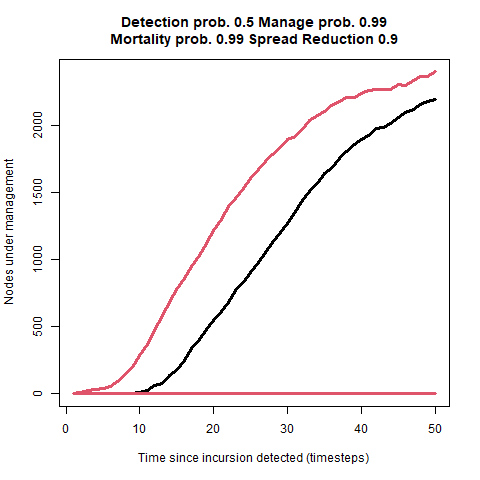 Detection prob. 0.5 Manage prob. 0.99
Mortality prob. 0.99 Spread Reduction 0.9
Nodes under management
2000
1500
1000
500
0
0 10 20 30 40 50
Time since incursion detected (timesteps)